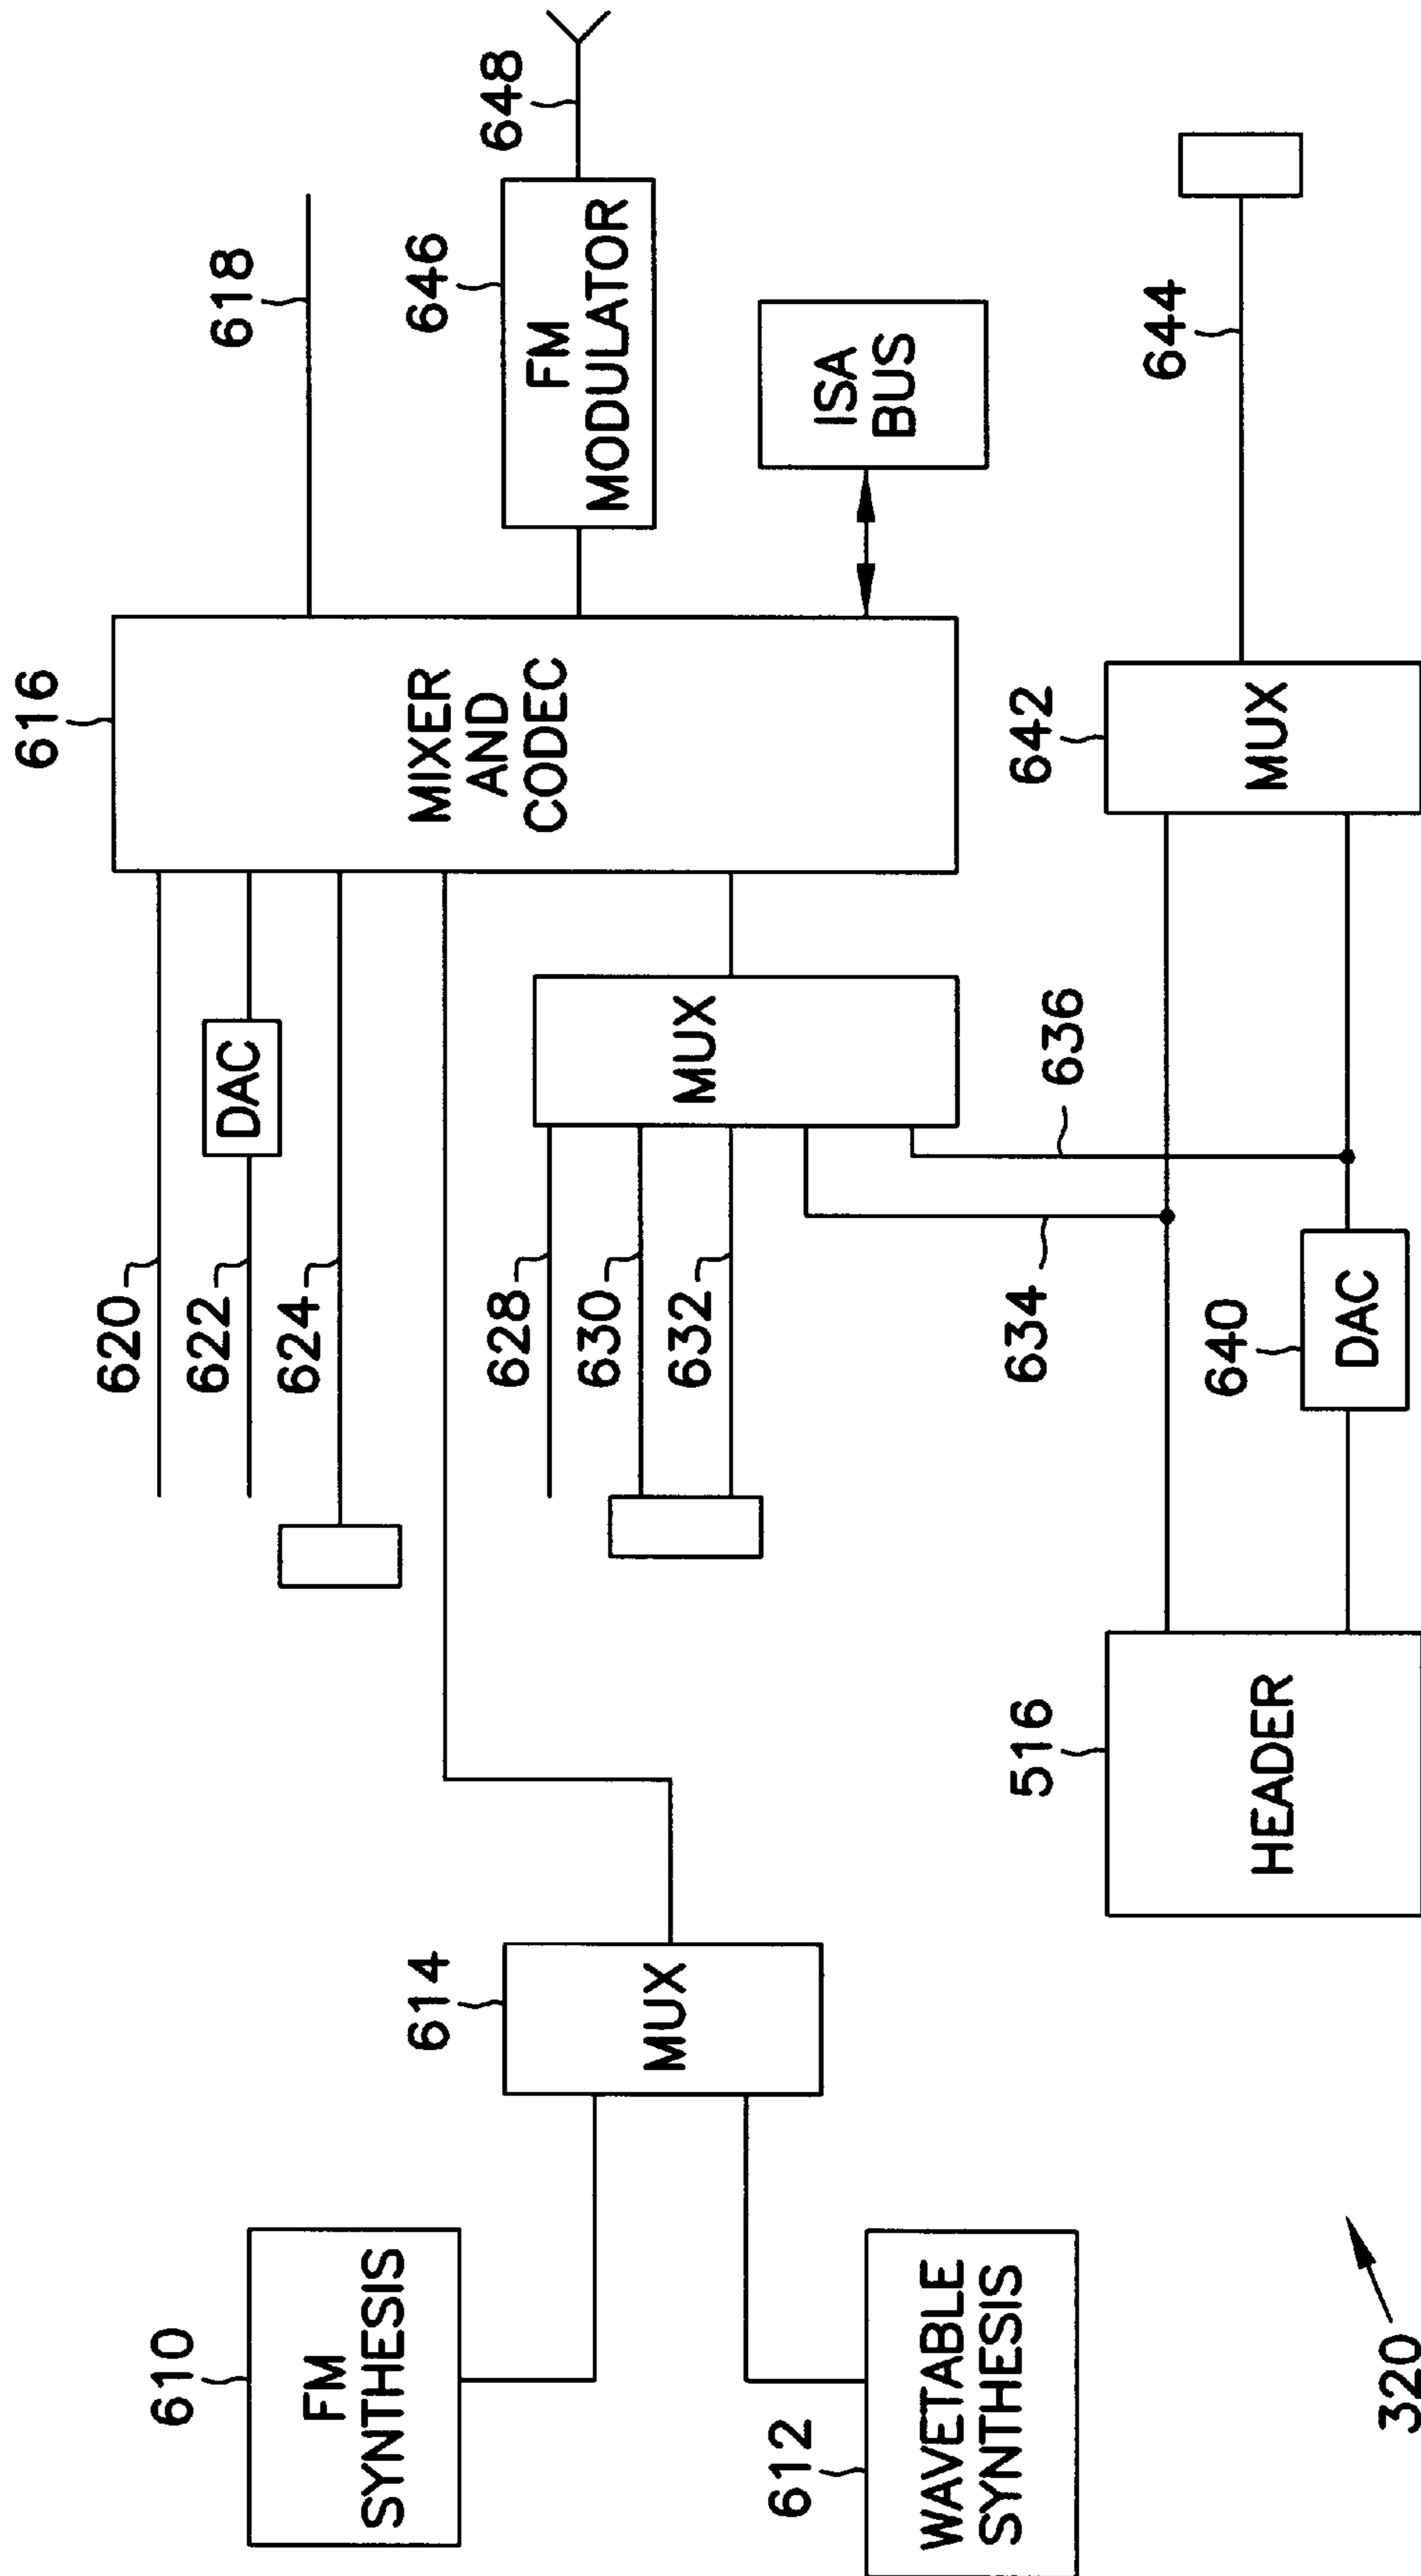 616
618
648
646
MIXER
AND
CODEC
FM
MODULATOR
ISA
BUS
620
622
624
DAC
628
630
632
MUX
634
636
642
MUX
644
640
DAC
516
HEADER
614
MUX
610
FM
SYNTHESIS
612
WAVETABLE
SYNTHESIS
320